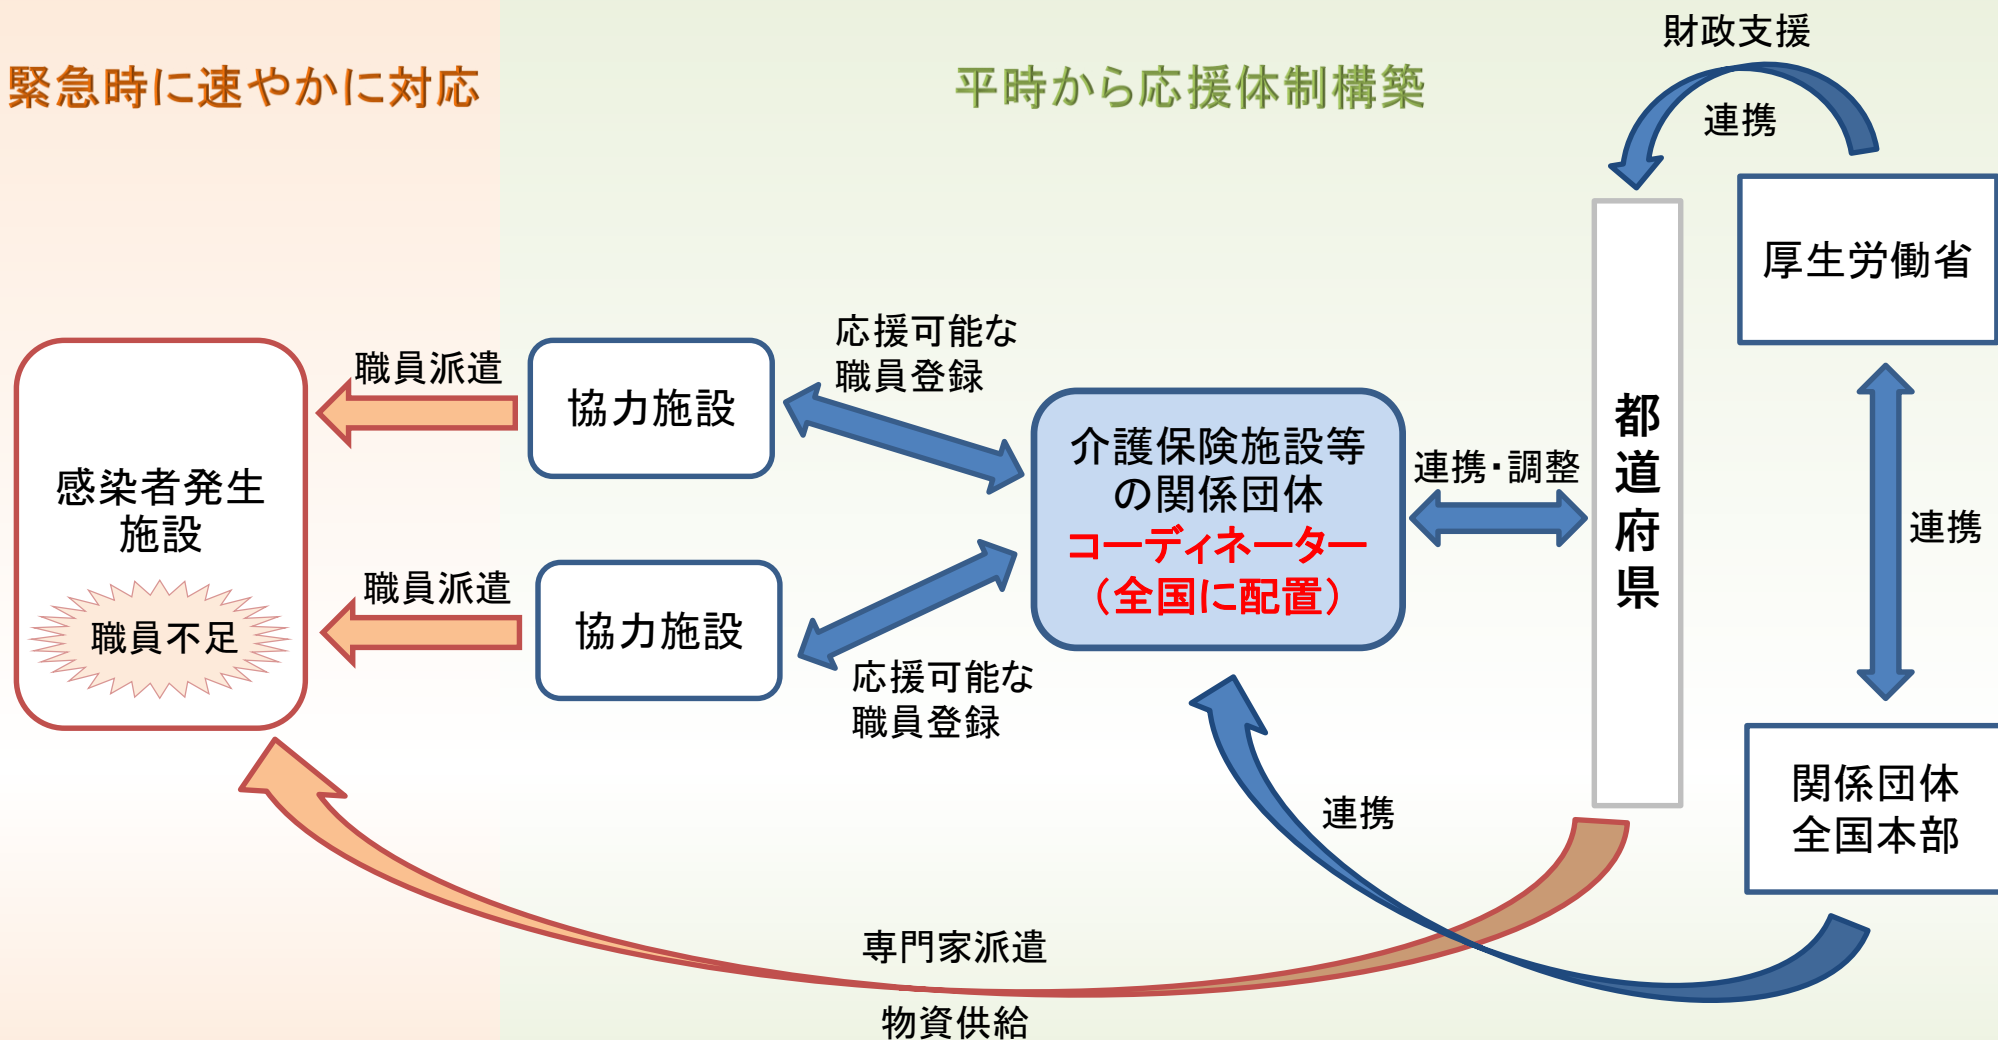 財政支援
緊急時に速やかに対応
平時から応援体制構築
連携
厚生労働省
応援可能な
職員登録
職員派遣
協力施設
介護保険施設等
の関係団体
コーディネーター
（全国に配置）
連携・調整
都道府県
連携
感染者発生
施設
職員不足
職員派遣
協力施設
応援可能な
職員登録
連携
関係団体
全国本部
専門家派遣
物資供給